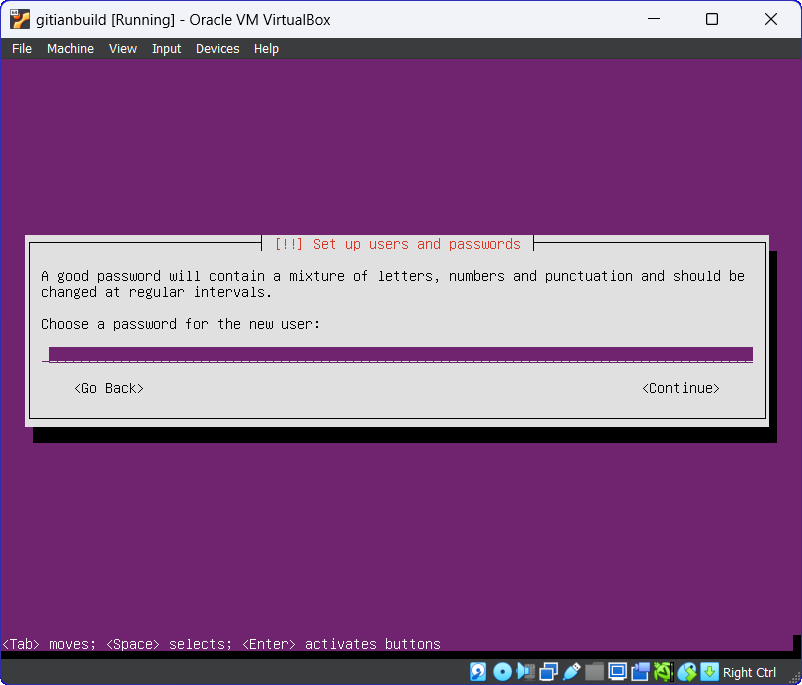 gitianbuild [Running] - Oracle VM VirtualBox
File Machine View Input Devices Help
[!!] Set up users and passwords
A good password will contain a mixture of letters, numbers and punctuation and should be
changed at regular intervals.
Choose a password for the new user:
<Go Back> <Continue>
<Tab> moves; <Space> selects; <Enter> activates buttons
Right Ctrl